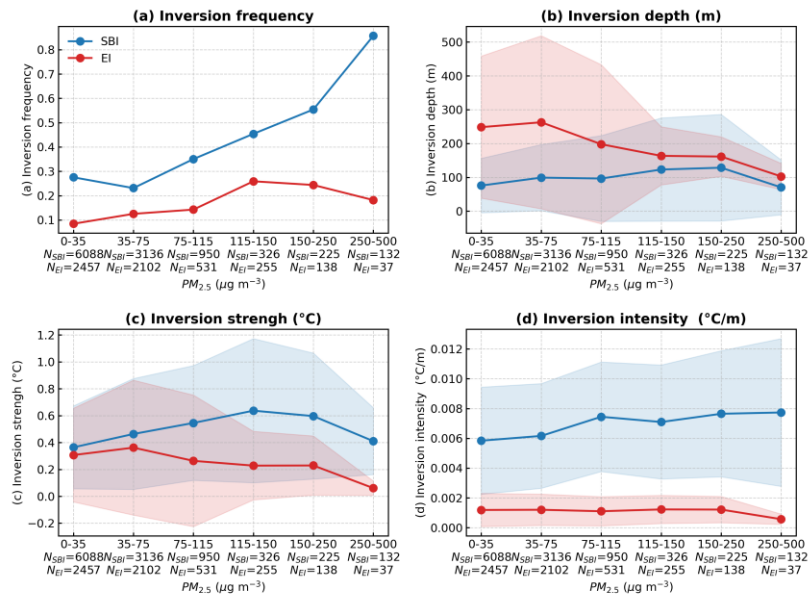 (a) Inversion frequency
SBI
EI
(a) Inversion frequency
0.8
0.7
0.6
0.5
0.4
0.3
0.2
0.1
0-35 35-75 75-115 115-150 150-250 250-500
N_SBI=6088 N_SBI=3136 N_SBI=950 N_SBI=326 N_SBI=225 N_SBI=132
N_EI=2457 N_EI=2102 N_EI=531 N_EI=255 N_EI=138 N_EI=37
PM2.5 (μg m−3)
(b) Inversion depth (m)
(b) Inversion depth (m)
500
400
300
200
100
0
0-35 35-75 75-115 115-150 150-250 250-500
N_SBI=6088 N_SBI=3136 N_SBI=950 N_SBI=326 N_SBI=225 N_SBI=132
N_EI=2457 N_EI=2102 N_EI=531 N_EI=255 N_EI=138 N_EI=37
PM2.5 (μg m−3)
(c) Inversion strengh (°C)
(c) Inversion strengh (°C)
1.2
1.0
0.8
0.6
0.4
0.2
0.0
−0.2
0-35 35-75 75-115 115-150 150-250 250-500
N_SBI=6088 N_SBI=3136 N_SBI=950 N_SBI=326 N_SBI=225 N_SBI=132
N_EI=2457 N_EI=2102 N_EI=531 N_EI=255 N_EI=138 N_EI=37
PM2.5 (μg m−3)
(d) Inversion intensity (°C/m)
(d) Inversion intensity (°C/m)
0.012
0.010
0.008
0.006
0.004
0.002
0.000
0-35 35-75 75-115 115-150 150-250 250-500
N_SBI=6088 N_SBI=3136 N_SBI=950 N_SBI=326 N_SBI=225 N_SBI=132
N_EI=2457 N_EI=2102 N_EI=531 N_EI=255 N_EI=138 N_EI=37
PM2.5 (μg m−3)